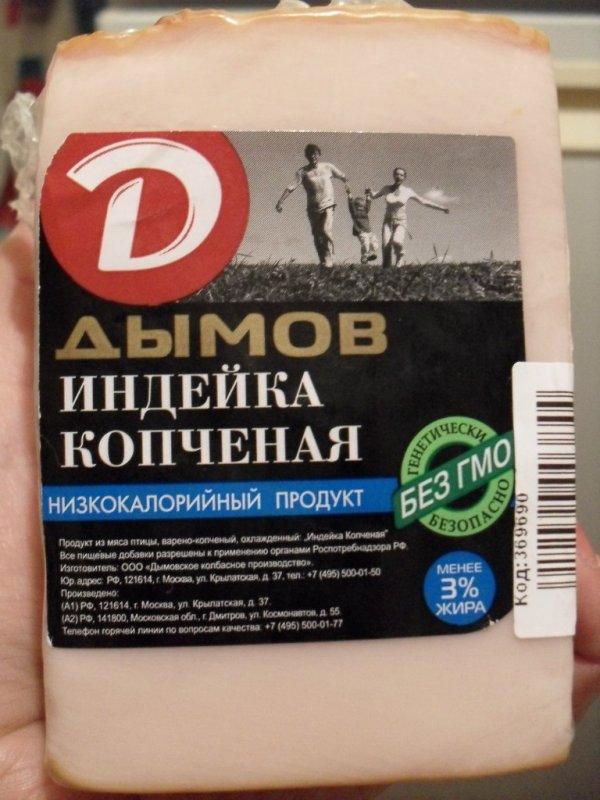 Д
ДЫМОВ
ИНДЕЙКА
КОПЧЕНАЯ
НИЗКОКАЛОРИЙНЫЙ ПРОДУКТ
ГЕНЕТИЧЕСКИ
БЕЗ ГМО
БЕЗОПАСНО
МЕНЕЕ
3%
ЖИРА
Код:369690
Продукт из мяса птицы, варено-копченый, охлажденный: „Индейка Копченая"
Все пищевые добавки разрешены к применению органами Роспотребнадзора РФ.
Изготовитель: ООО «Дымовское колбасное производство».
Юр.адрес: РФ, 121614, г. Москва, ул. Крылатская, д. 37, тел.: +7 (495) 500-01-50
Произведено:
(А1) РФ, 121614, г. Москва, ул. Крылатская, д. 37.
(А2) РФ, 141800, Московская обл., г. Дмитров, ул. Космонавтов, д. 55
Телефон горячей линии по вопросам качества: +7 (495) 500-01-77